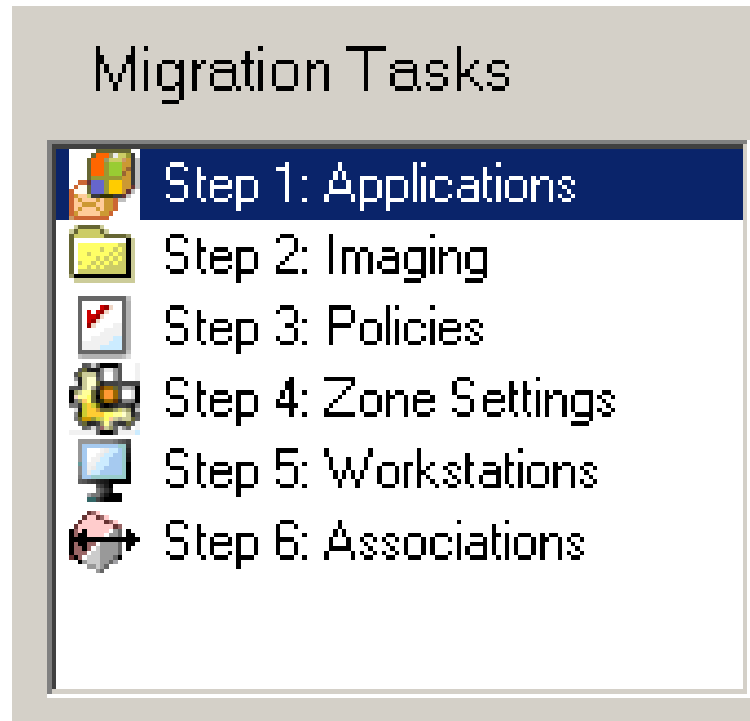 Migration Tasks
Step 1: Applications
Step 2: Imaging
Step 3: Policies
Step 4: Zone Settings
Step 5: Workstations
Step 6: Associations